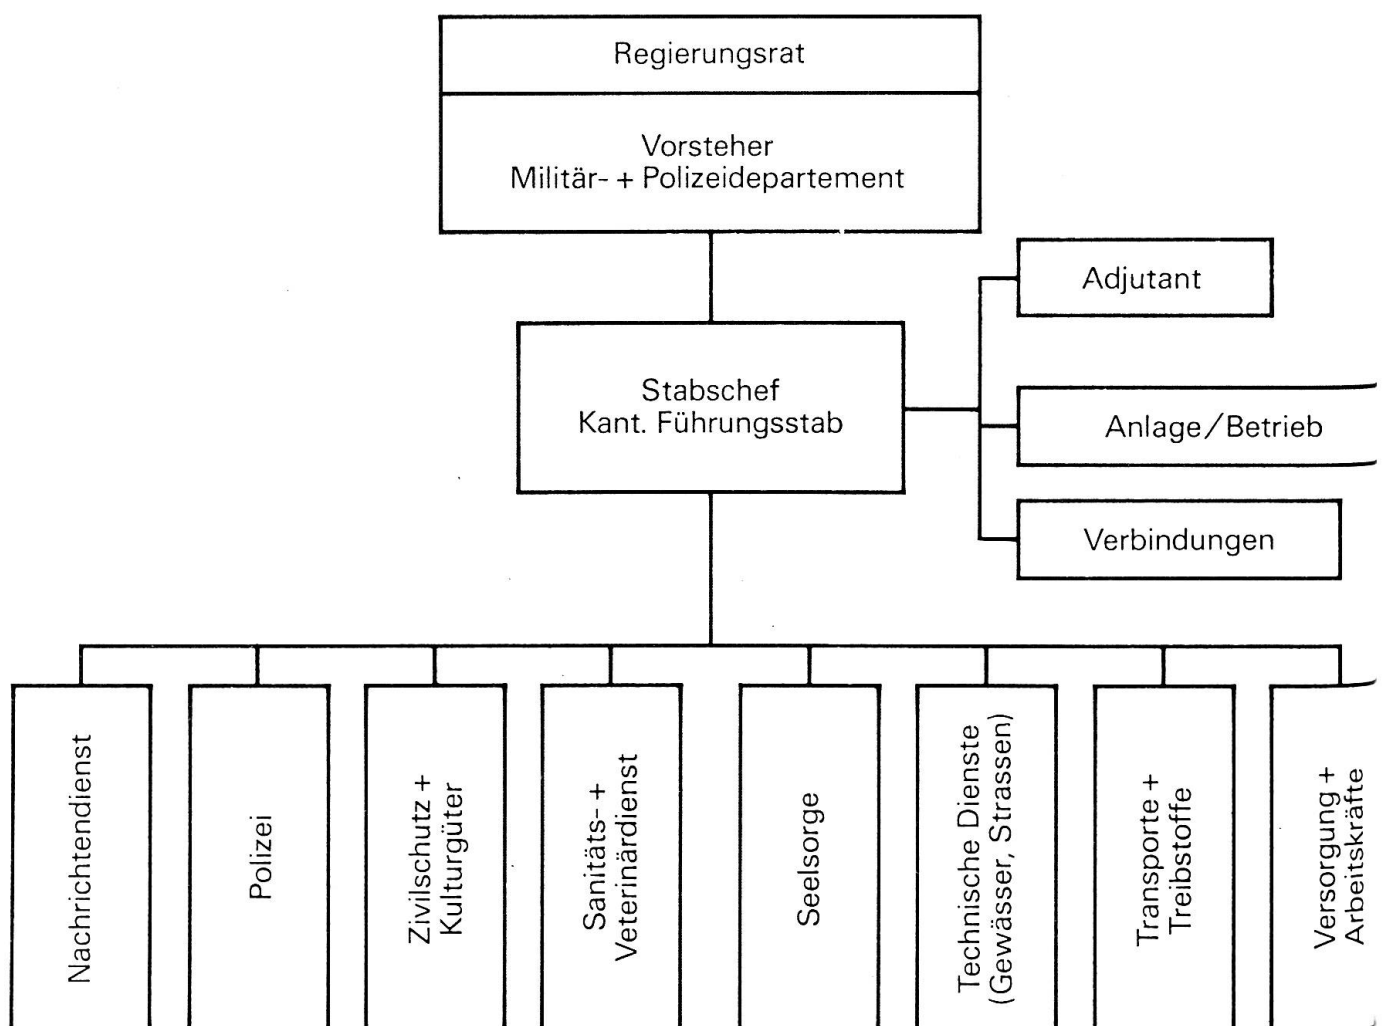 Regierungsrat
Vorsteher
Militär- + Polizeidepartement
Adjutant
Stabschef
Kant. Führungsstab
Anlage/Betrieb
Verbindungen
Nachrichtendienst
Polizei
Zivilschutz +
Kulturgüter
Sanitäts- +
Veterinärdienst
Seelsorge
Technische Dienste
(Gewässer, Strassen)
Transporte +
Treibstoffe
Versorgung +
Arbeitskräfte